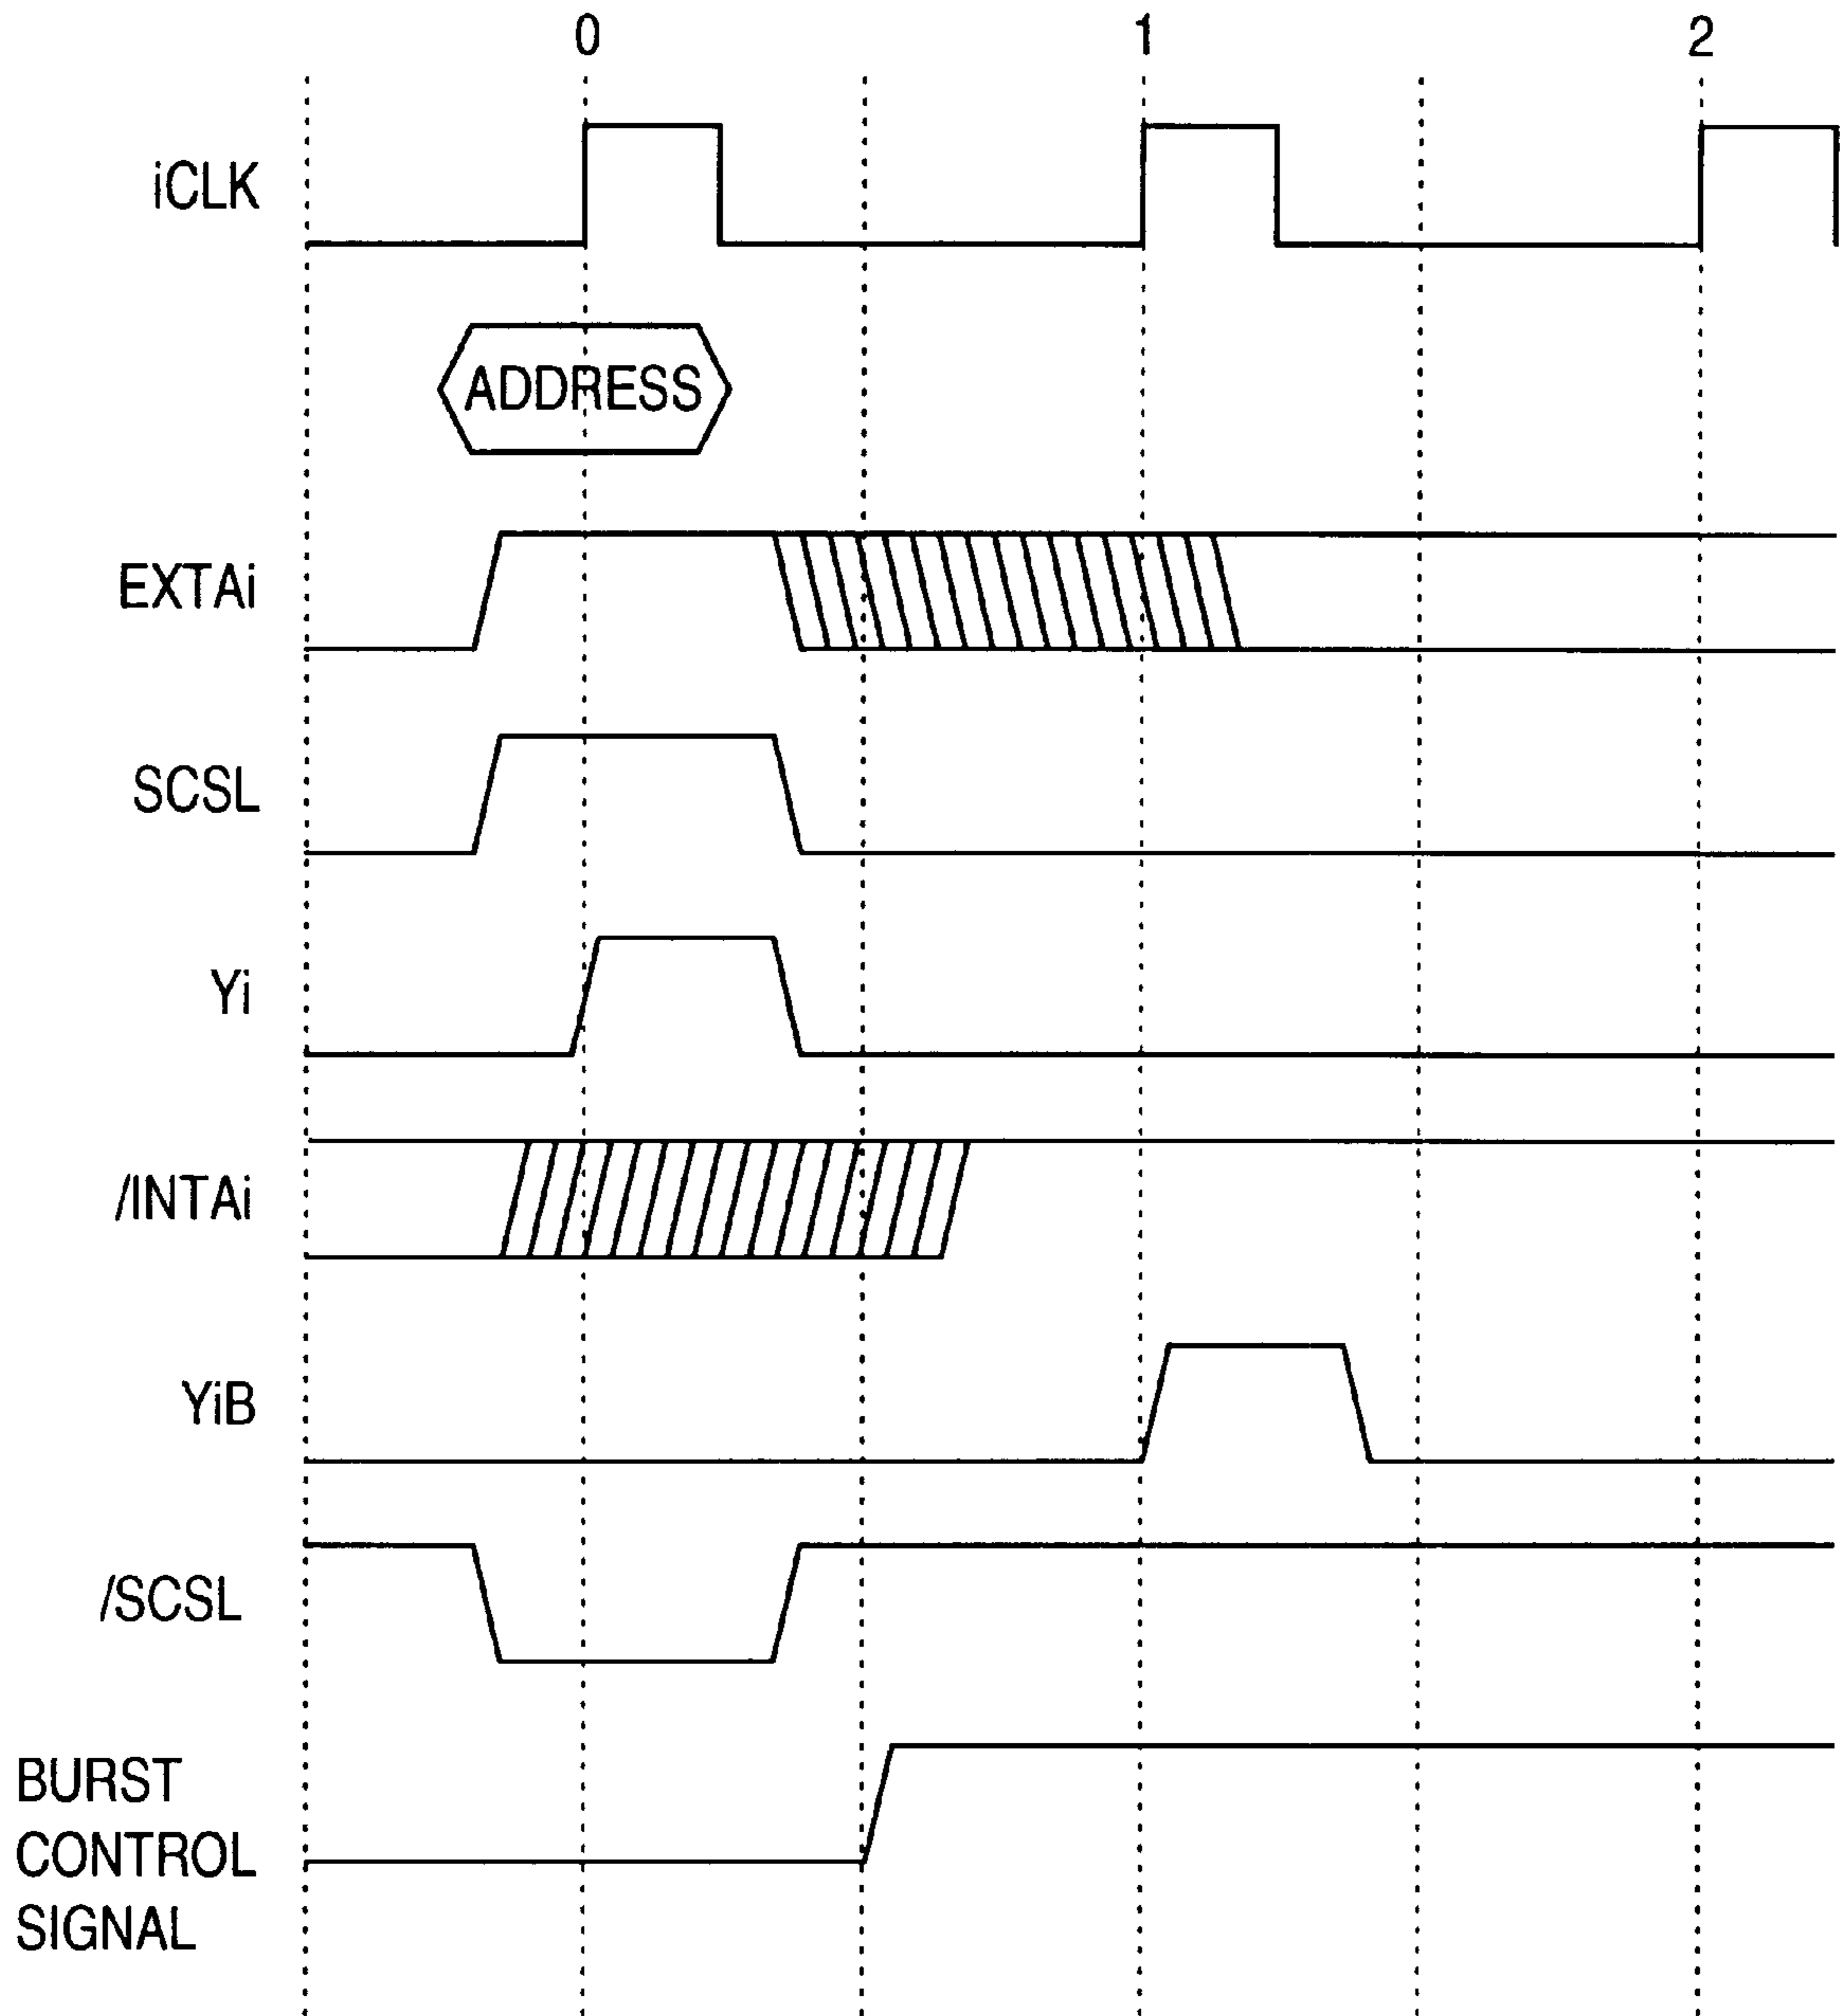 0 1 2
iCLK
ADDRESS
EXTAi
SCSL
Yi
/INTAi
YiB
/SCSL
BURST
CONTROL
SIGNAL